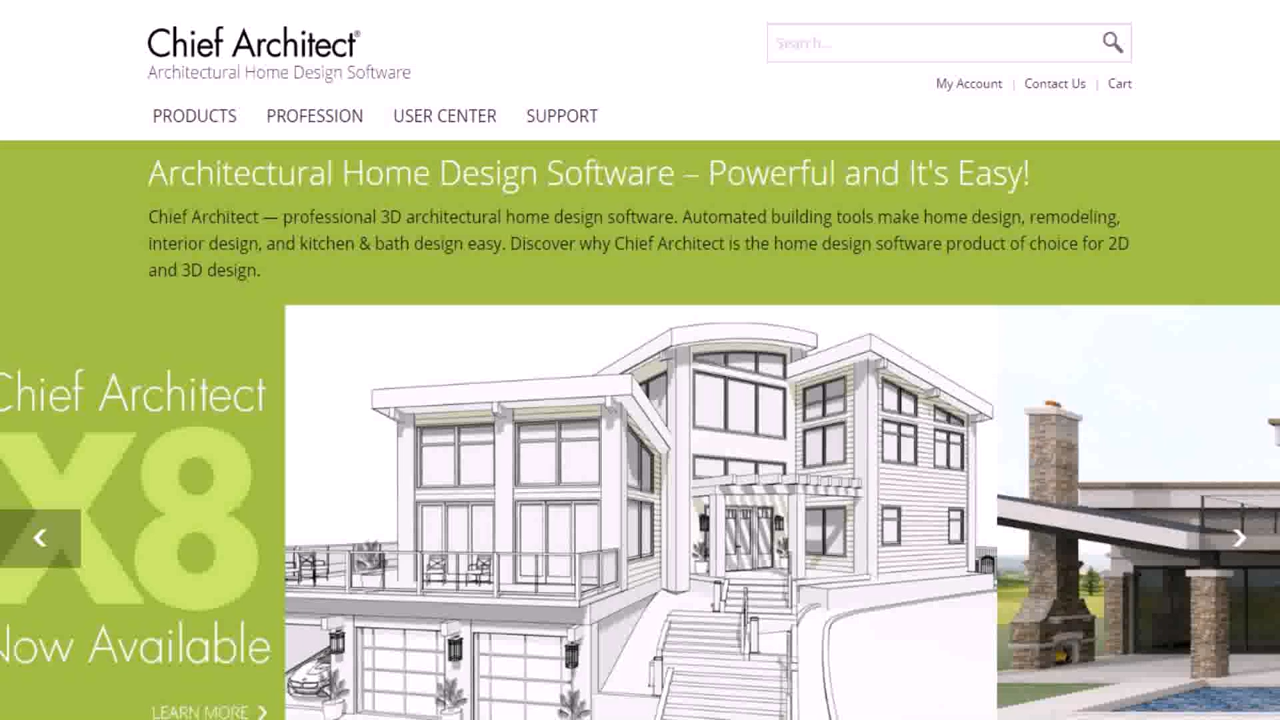 Chief Architect®
Architectural Home Design Software
Search...
My Account | Contact Us | Cart
PRODUCTS PROFESSION USER CENTER SUPPORT
Architectural Home Design Software – Powerful and It's Easy!
Chief Architect — professional 3D architectural home design software. Automated building tools make home design, remodeling,
interior design, and kitchen & bath design easy. Discover why Chief Architect is the home design software product of choice for 2D
and 3D design.
Chief Architect
X8
Now Available
LEARN MORE